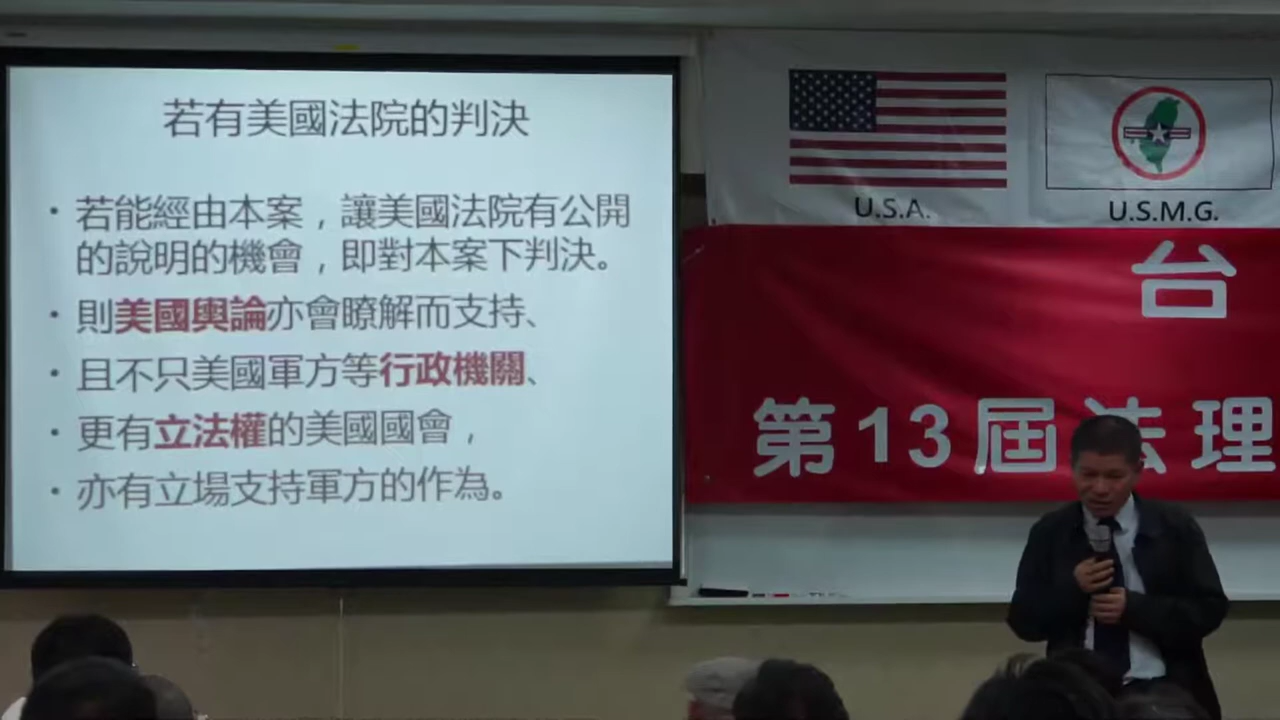 若有美國法院的判決
• 若能經由本案，讓美國法院有公開
的說明的機會，即對本案下判決。
• 則美國輿論亦會瞭解而支持、
• 且不只美國軍方等行政機關、
• 更有立法權的美國國會，
• 亦有立場支持軍方的作為。
U.S.A.
U.S.M.G.
台
第13屆法理